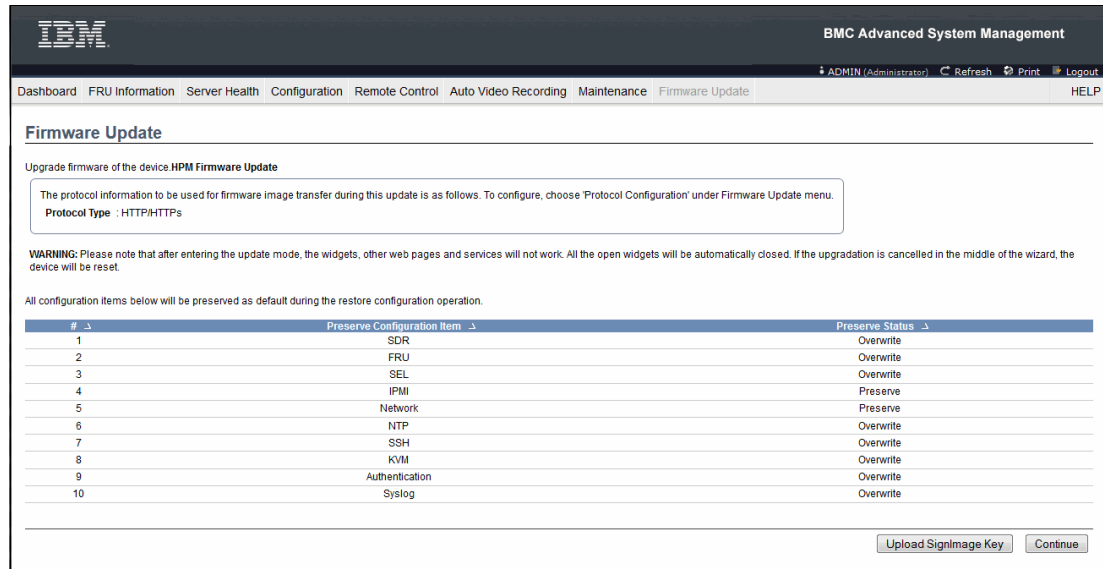 IBM
BMC Advanced System Management
ADMIN (Administrator) Refresh Print Logout
Dashboard FRU Information Server Health Configuration Remote Control Auto Video Recording Maintenance Firmware Update HELP
Firmware Update
Upgrade firmware of the device.HPM Firmware Update
The protocol information to be used for firmware image transfer during this update is as follows. To configure, choose 'Protocol Configuration' under Firmware Update menu.
Protocol Type : HTTP/HTTPs
WARNING: Please note that after entering the update mode, the widgets, other web pages and services will not work. All the open widgets will be automatically closed. If the upgradation is cancelled in the middle of the wizard, the
device will be reset.
All configuration items below will be preserved as default during the restore configuration operation.
# Preserve Configuration Item Preserve Status
1 SDR Overwrite
2 FRU Overwrite
3 SEL Overwrite
4 IPMI Preserve
5 Network Preserve
6 NTP Overwrite
7 SSH Overwrite
8 KVM Overwrite
9 Authentication Overwrite
10 Syslog Overwrite
Upload SignImage Key Continue